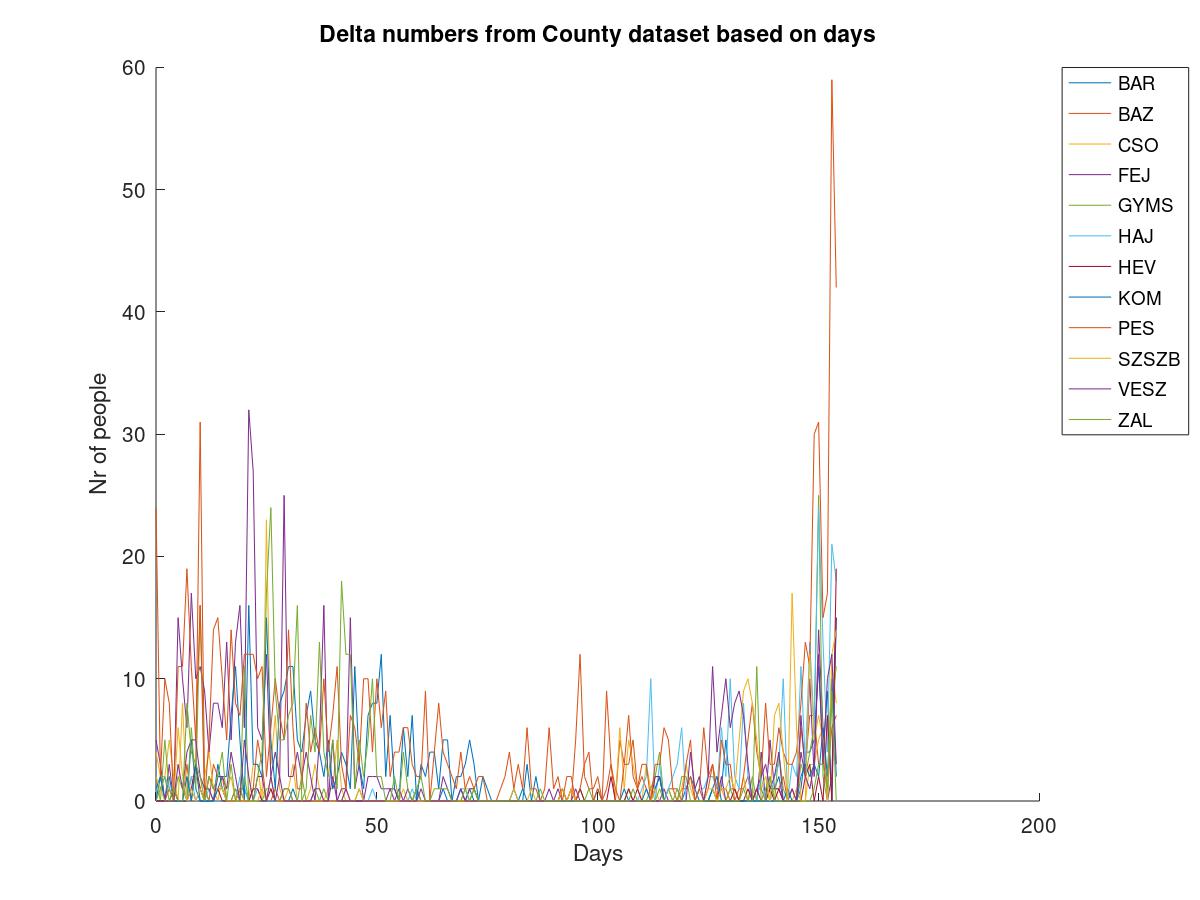 Delta numbers from County dataset based on days
60
50
40
30
20
10
0
Nr of people
0 50 100 150 200
Days
BAR
BAZ
CSO
FEJ
GYMS
HAJ
HEV
KOM
PES
SZSZB
VESZ
ZAL